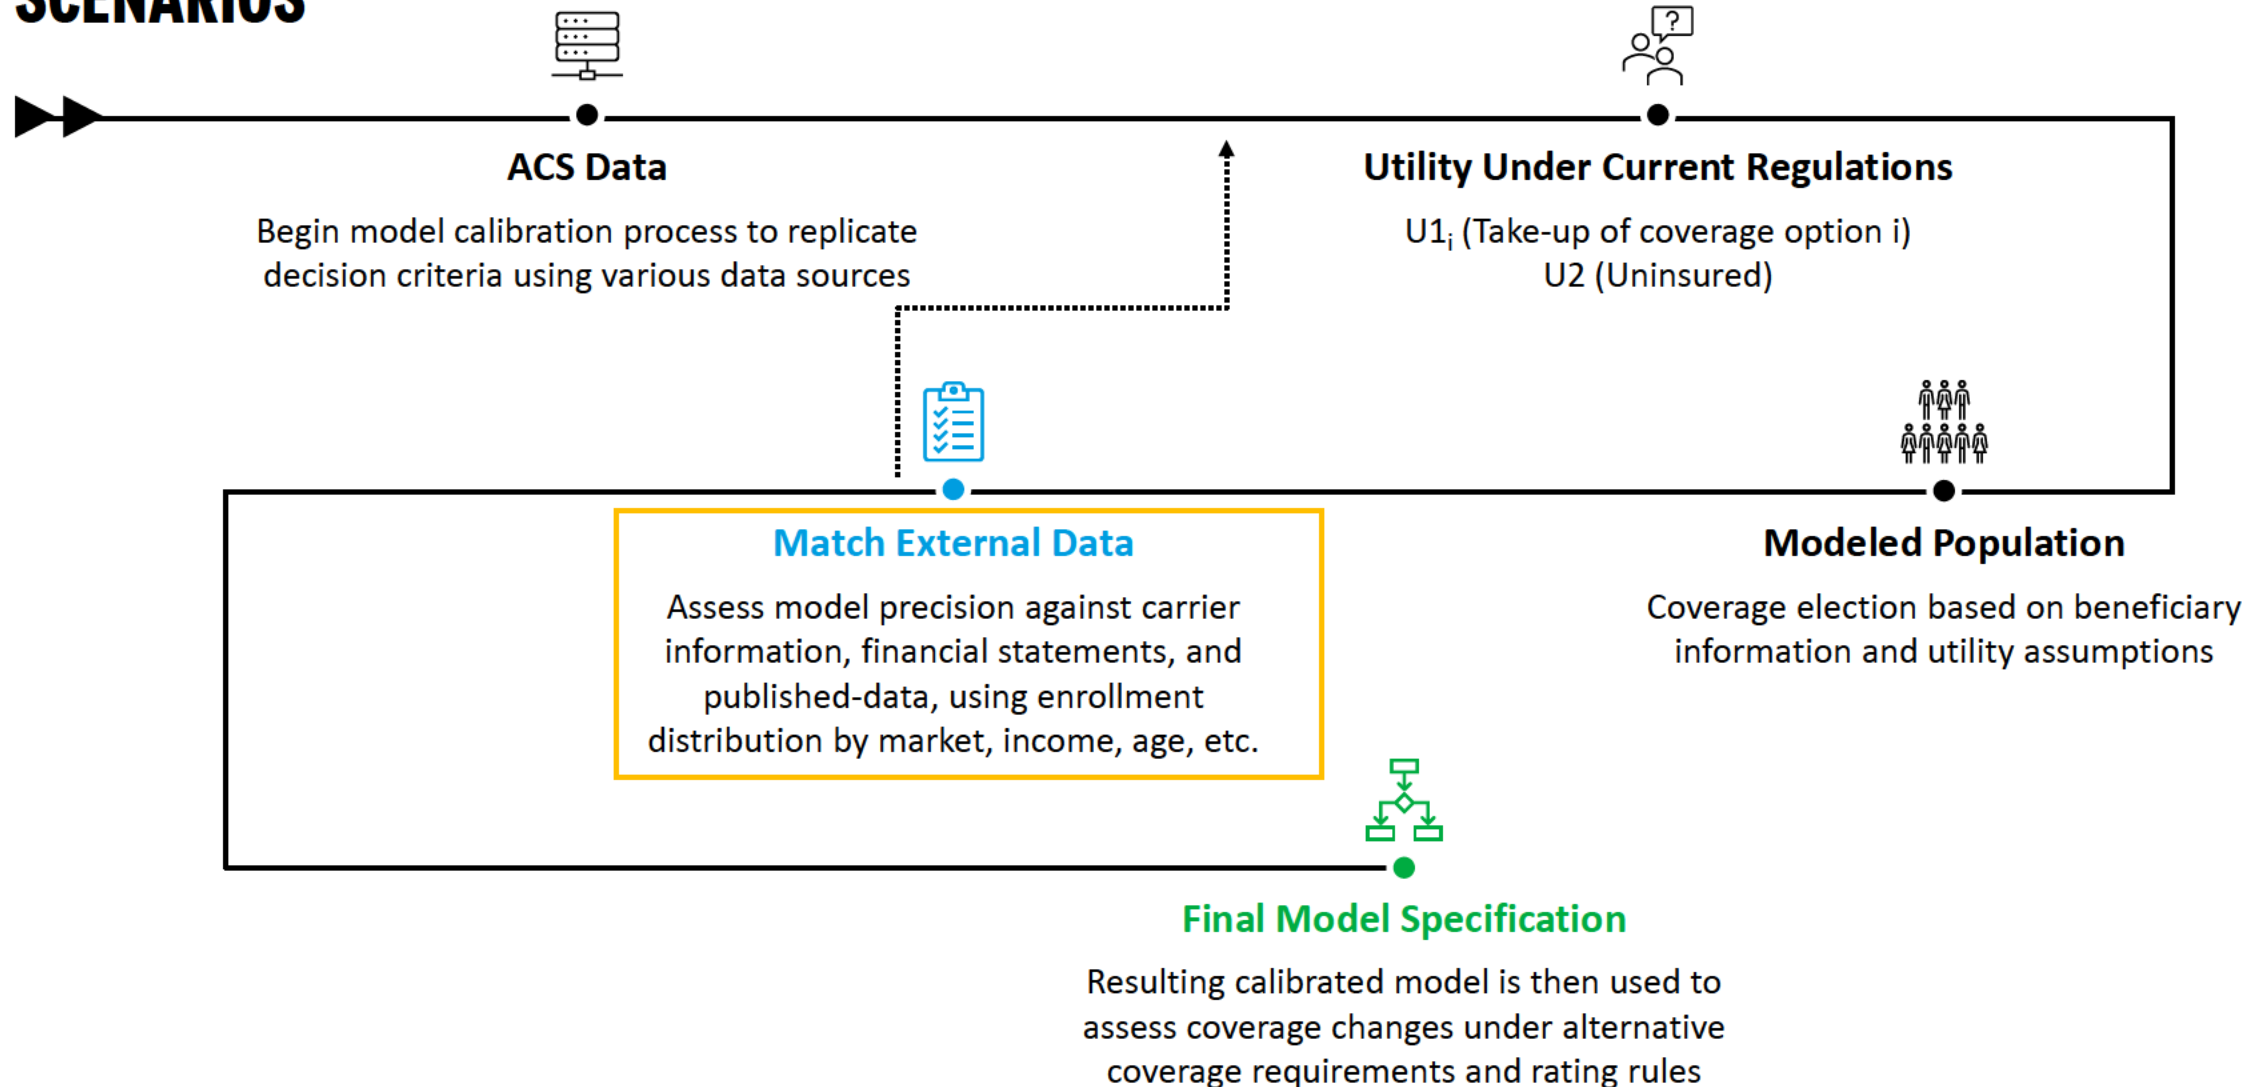 SCENARIOS
?
ACS Data
Begin model calibration process to replicate
decision criteria using various data sources
Utility Under Current Regulations
U1i (Take-up of coverage option i)
U2 (Uninsured)
Match External Data
Assess model precision against carrier
information, financial statements, and
published-data, using enrollment
distribution by market, income, age, etc.
Modeled Population
Coverage election based on beneficiary
information and utility assumptions
Final Model Specification
Resulting calibrated model is then used to
assess coverage changes under alternative
coverage requirements and rating rules